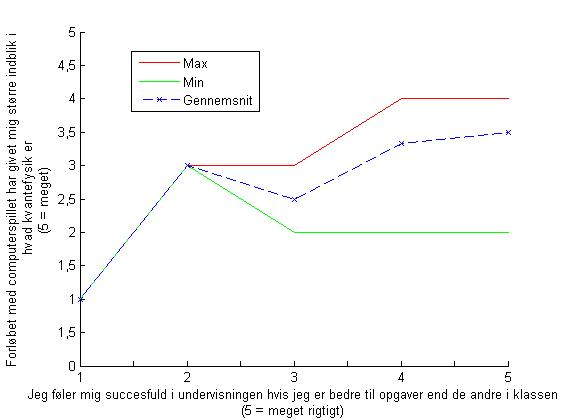 Forløbet med computerspillet har givet mig større indblik i
hvad kvantefysik er
(5 = meget)
5
4,5
4
3,5
3
2,5
2
1,5
1
1,5
0
Max
Min
Gennemsnit
1
2
3
4
5
Jeg føler mig succesfuld i undervisningen hvis jeg er bedre til opgaver end de andre i klassen
(5 = meget rigtigt)